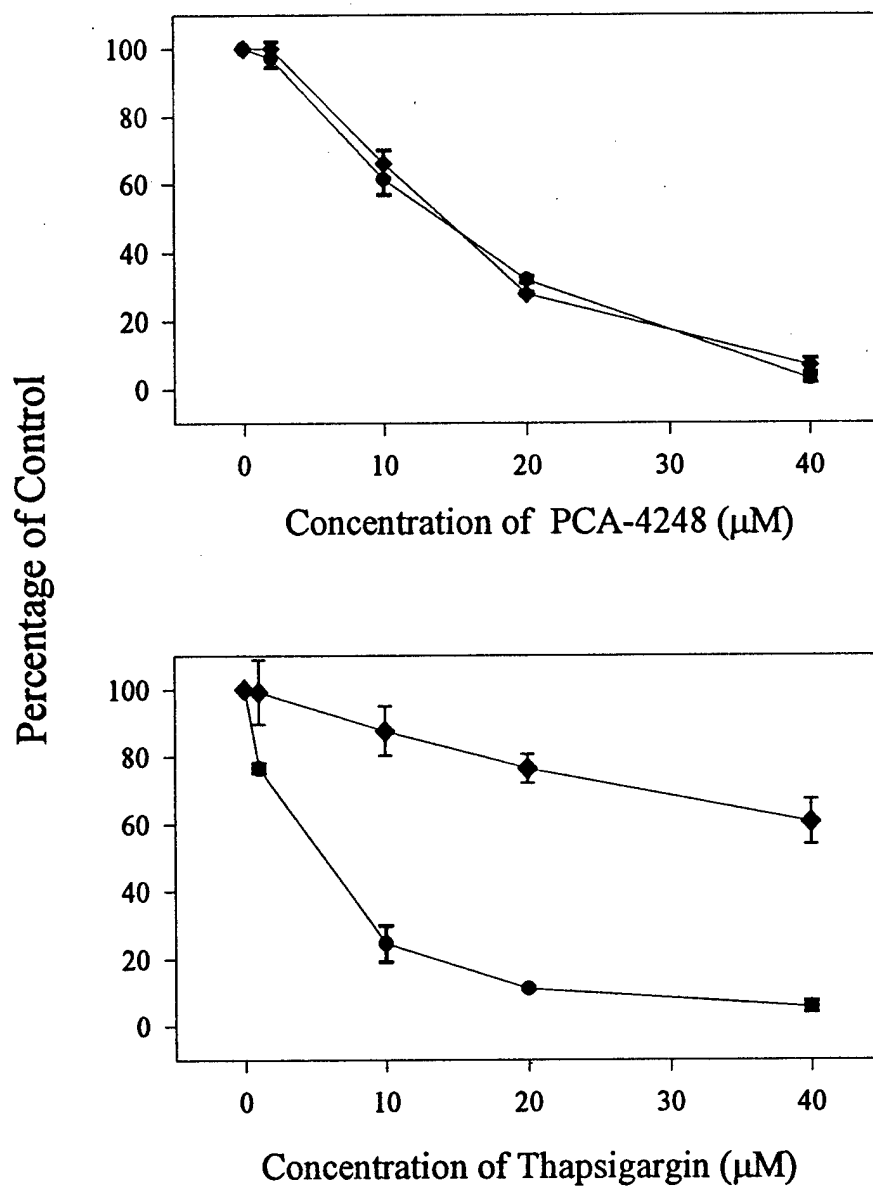 Percentage of Control
100
80
60
40
20
0
0 10 20 30 40
Concentration of PCA-4248 (μM)
100
80
60
40
20
0
0 10 20 30 40
Concentration of Thapsigargin (μM)